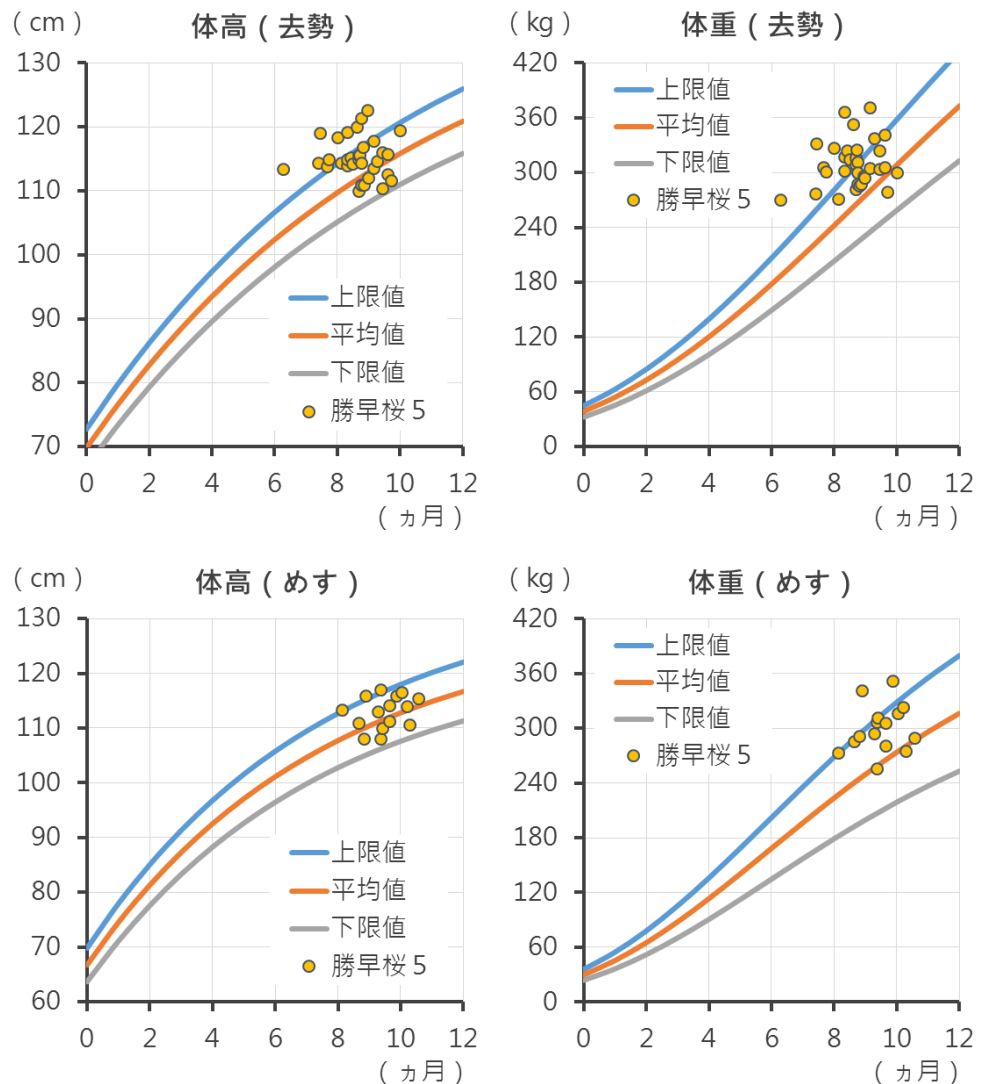 (cm) 体高(去勢)
130
120
110
100
90
80
70
上限値
平均値
下限値
勝早桜5
0 2 4 6 8 10 12
(ヵ月)
(kg) 体重(去勢)
420
360
300
240
180
120
60
0
上限値
平均値
下限値
勝早桜5
0 2 4 6 8 10 12
(ヵ月)
(cm) 体高(めす)
130
120
110
100
90
80
70
60
上限値
平均値
下限値
勝早桜5
0 2 4 6 8 10 12
(ヵ月)
(kg) 体重(めす)
420
360
300
240
180
120
60
0
上限値
平均値
下限値
勝早桜5
0 2 4 6 8 10 12
(ヵ月)